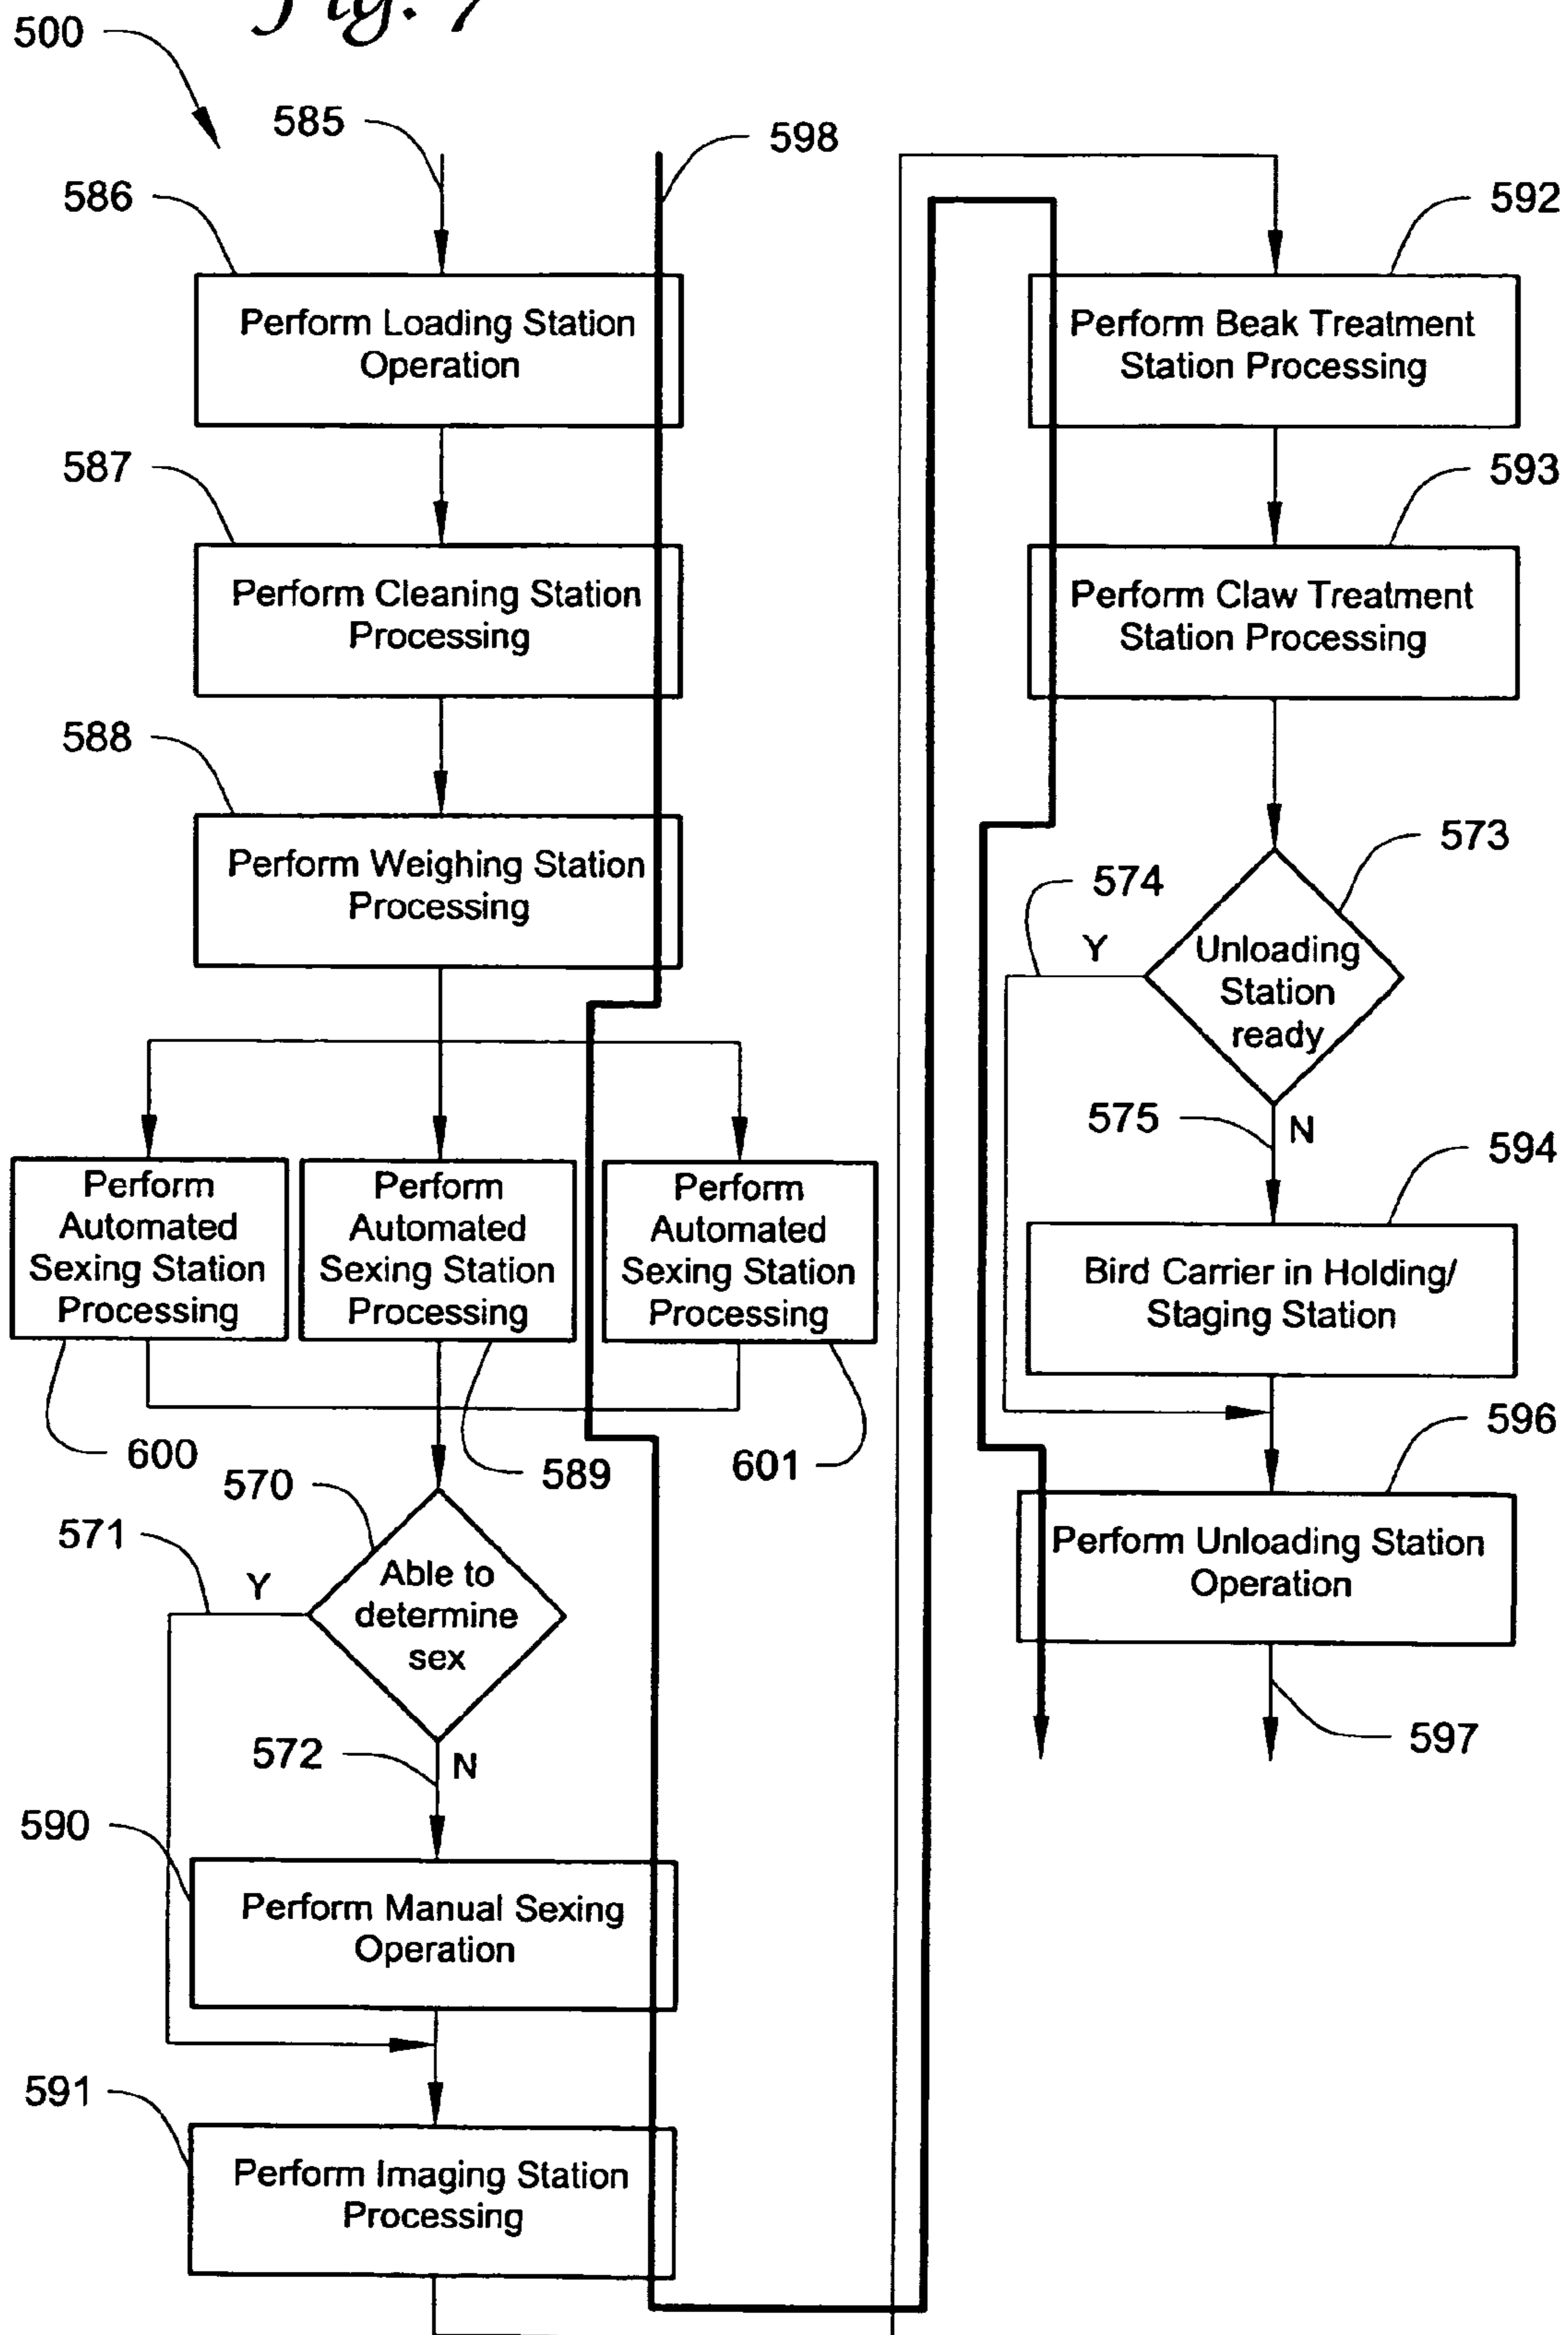 Fig. 7
500
585
598
586
Perform Loading Station
Operation
587
Perform Cleaning Station
Processing
588
Perform Weighing Station
Processing
Perform
Automated
Sexing Station
Processing
Perform
Automated
Sexing Station
Processing
Perform
Automated
Sexing Station
Processing
600
589
601
570
571
Y
Able to
determine
sex
572
N
590
Perform Manual Sexing
Operation
591
Perform Imaging Station
Processing
592
Perform Beak Treatment
Station Processing
593
Perform Claw Treatment
Station Processing
573
574
Y
Unloading
Station
ready
575
N
594
Bird Carrier in Holding/
Staging Station
596
Perform Unloading Station
Operation
597